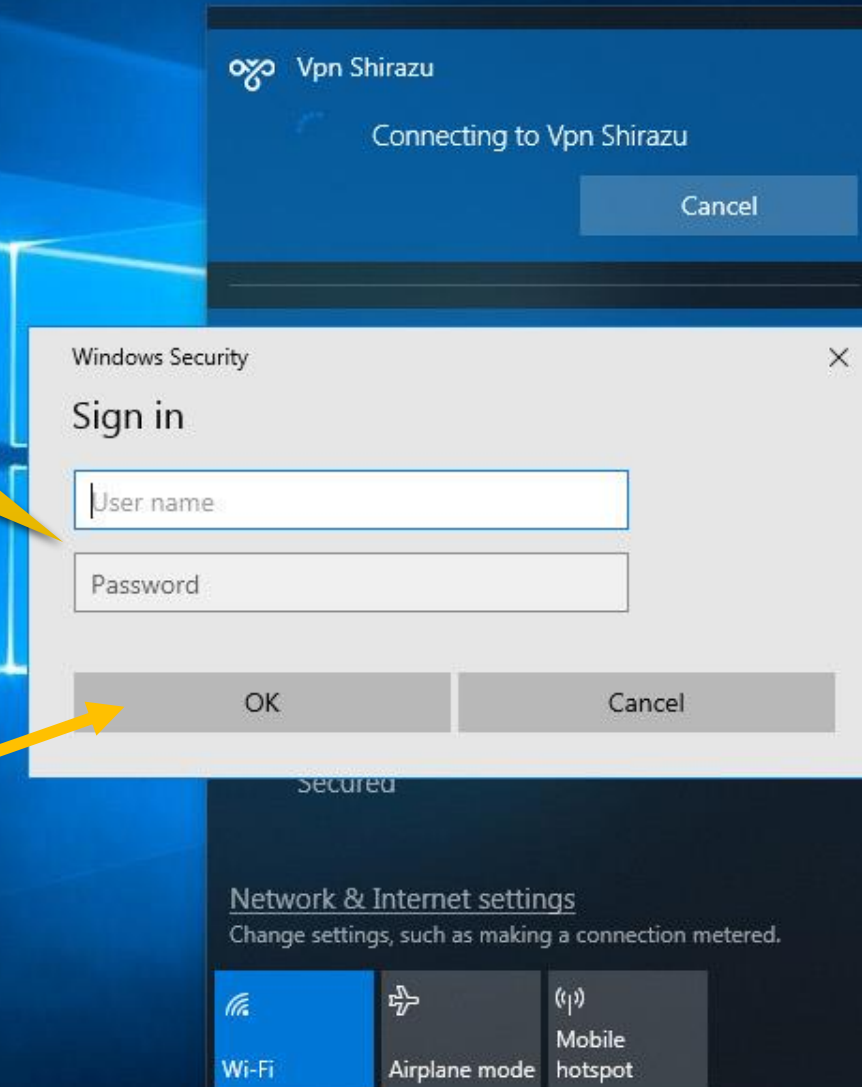 Vpn Shirazu
Connecting to Vpn Shirazu
Cancel
Windows Security
Sign in
User name
Password
OK
Cancel
Secured
Network & Internet settings
Change settings, such as making a connection metered.
Wi-Fi
Airplane mode
Mobile
hotspot